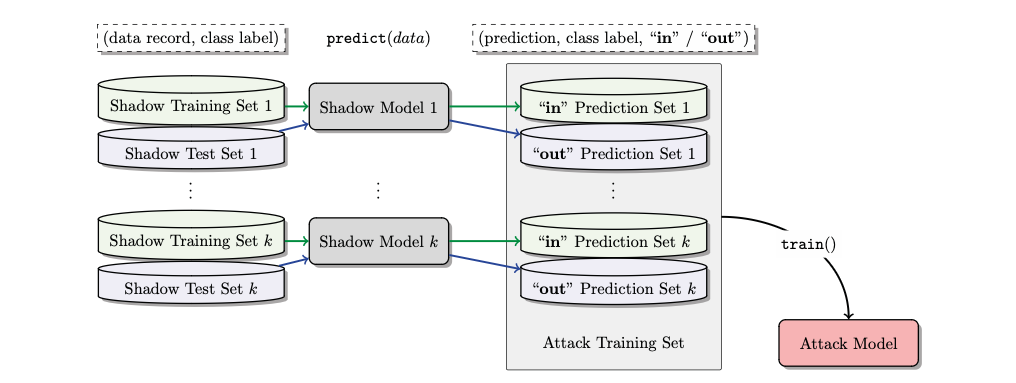 (data record, class label)
predict(data)
(prediction, class label, “in” / “out”)
Shadow Training Set 1
Shadow Model 1
“in” Prediction Set 1
Shadow Test Set 1
“out” Prediction Set 1
⋮ ⋮ ⋮
Shadow Training Set k
Shadow Model k
“in” Prediction Set k
train()
Shadow Test Set k
“out” Prediction Set k
Attack Training Set
Attack Model